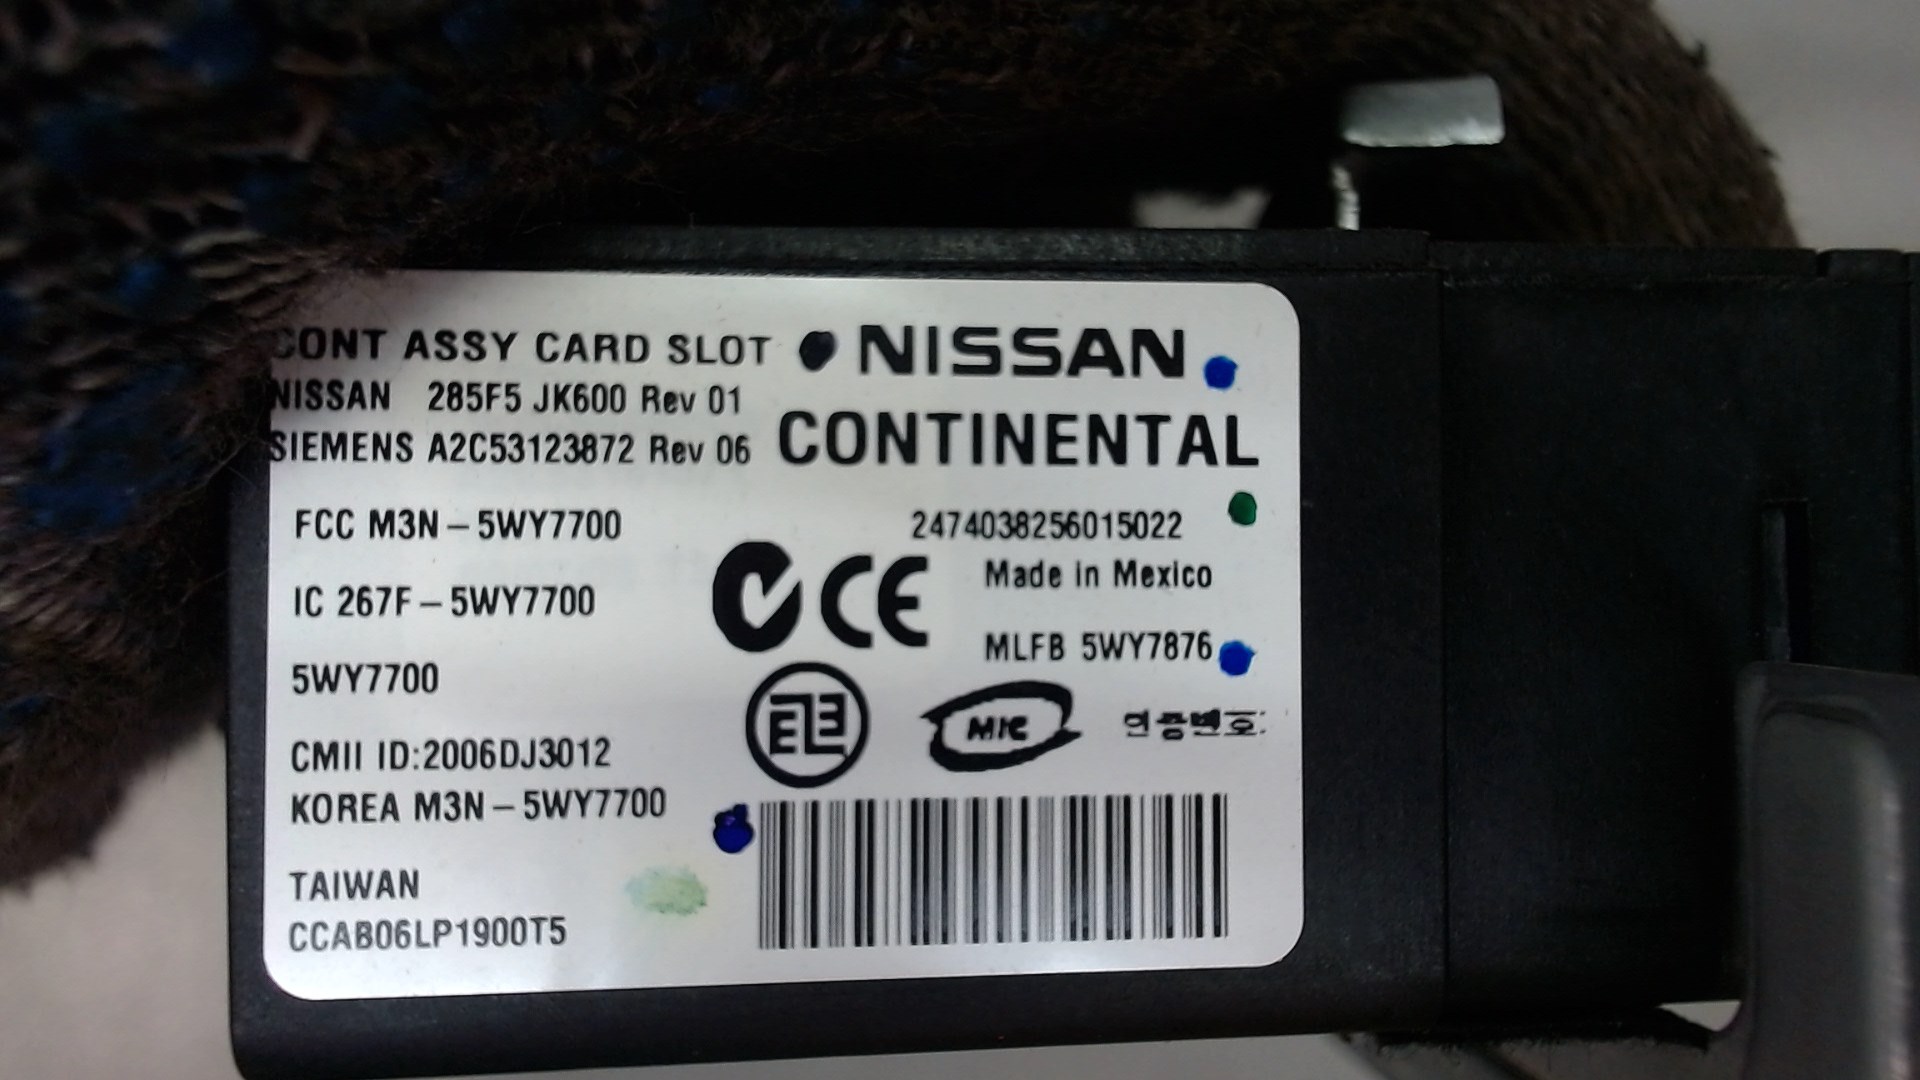 CONT ASSY CARD SLOT
NISSAN 285F5 JK600 Rev 01
SIEMENS A2C53123872 Rev 06
NISSAN
CONTINENTAL
FCC M3N-5WY7700
2474038256015022
IC 267F-5WY7700
Made in Mexico
5WY7700
MLFB 5WY7876
CE
MIC
CMII ID:2006DJ3012
KOREA M3N-5WY7700
TAIWAN
CCAB06LP1900T5